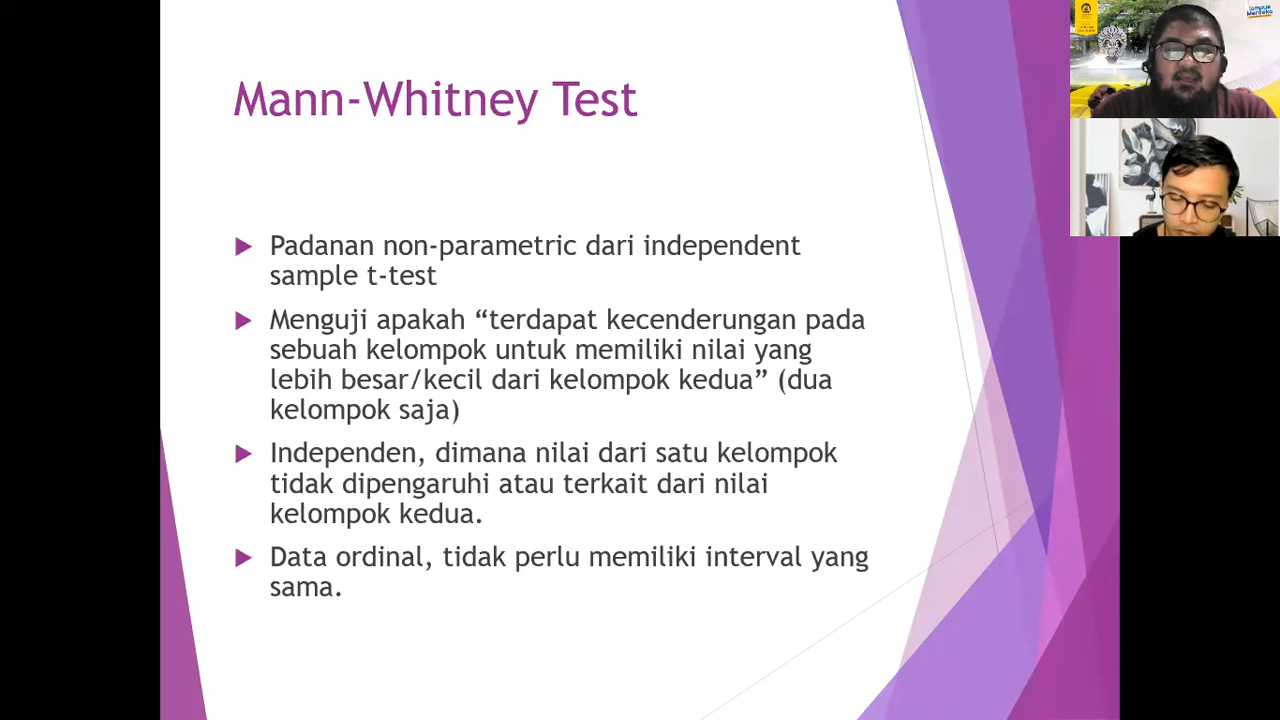 Mann-Whitney Test
Padanan non-parametric dari independent
sample t-test
Menguji apakah “terdapat kecenderungan pada
sebuah kelompok untuk memiliki nilai yang
lebih besar/kecil dari kelompok kedua” (dua
kelompok saja)
Independen, dimana nilai dari satu kelompok
tidak dipengaruhi atau terkait dari nilai
kelompok kedua.
Data ordinal, tidak perlu memiliki interval yang
sama.